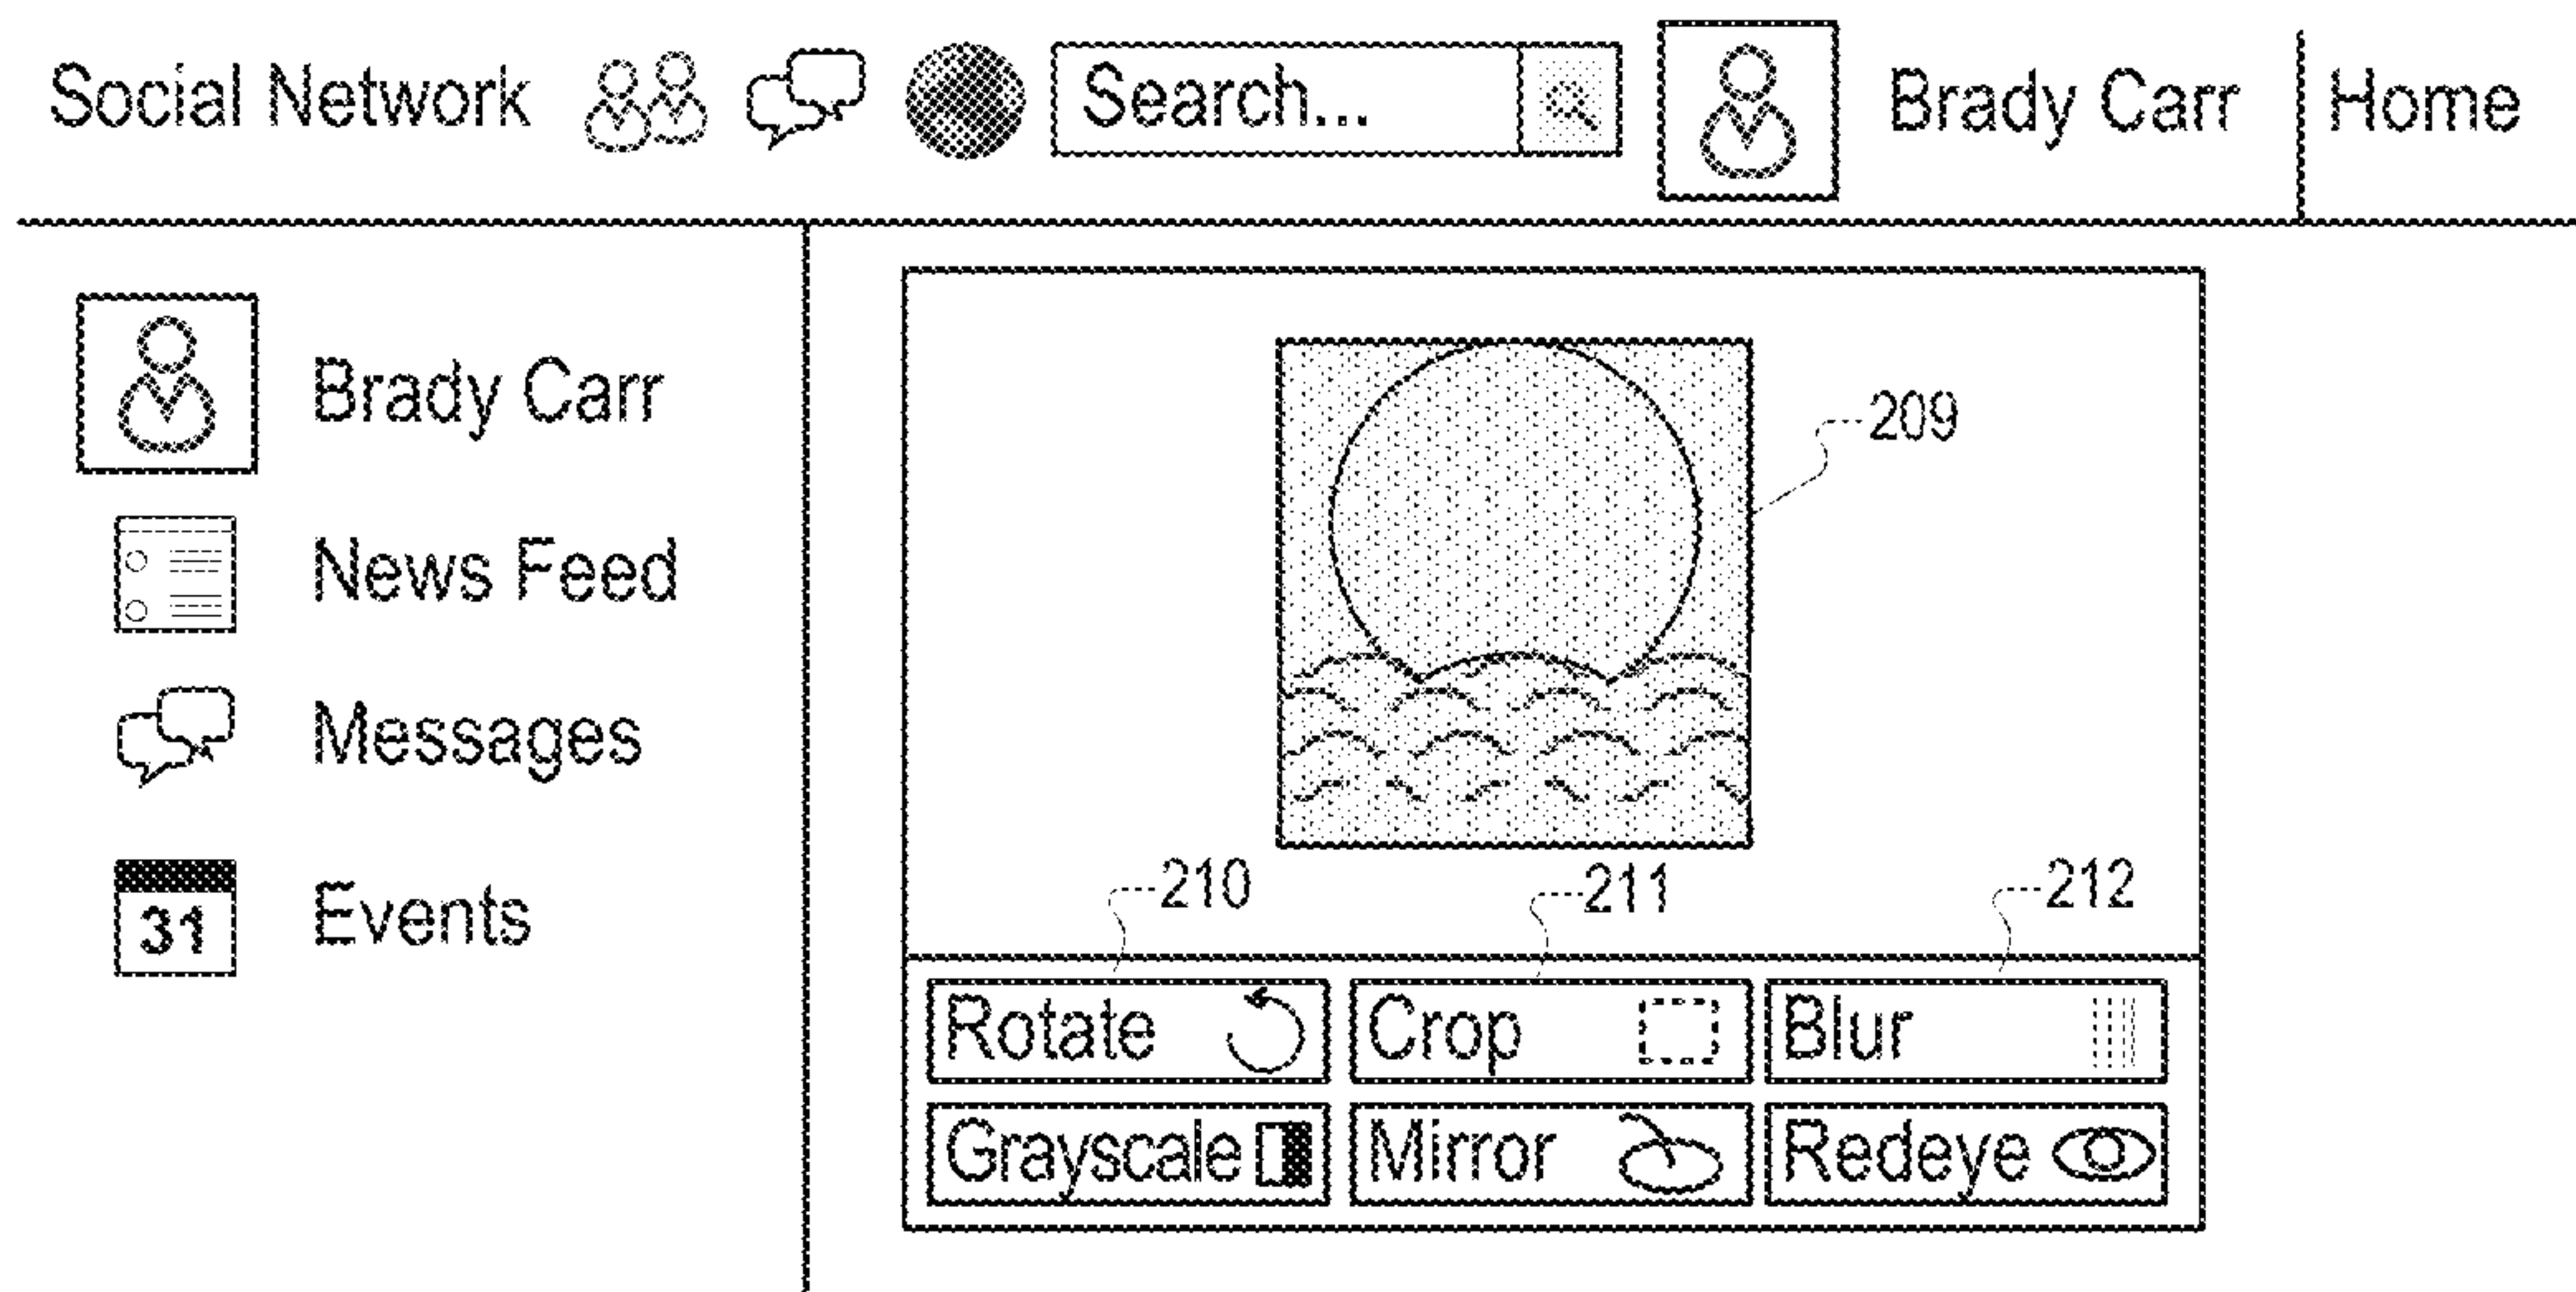 Social Network Search... Brady Carr Home
Brady Carr
News Feed
Messages
31 Events
209
210 211 212
Rotate Crop Blur
Grayscale Mirror Redeye